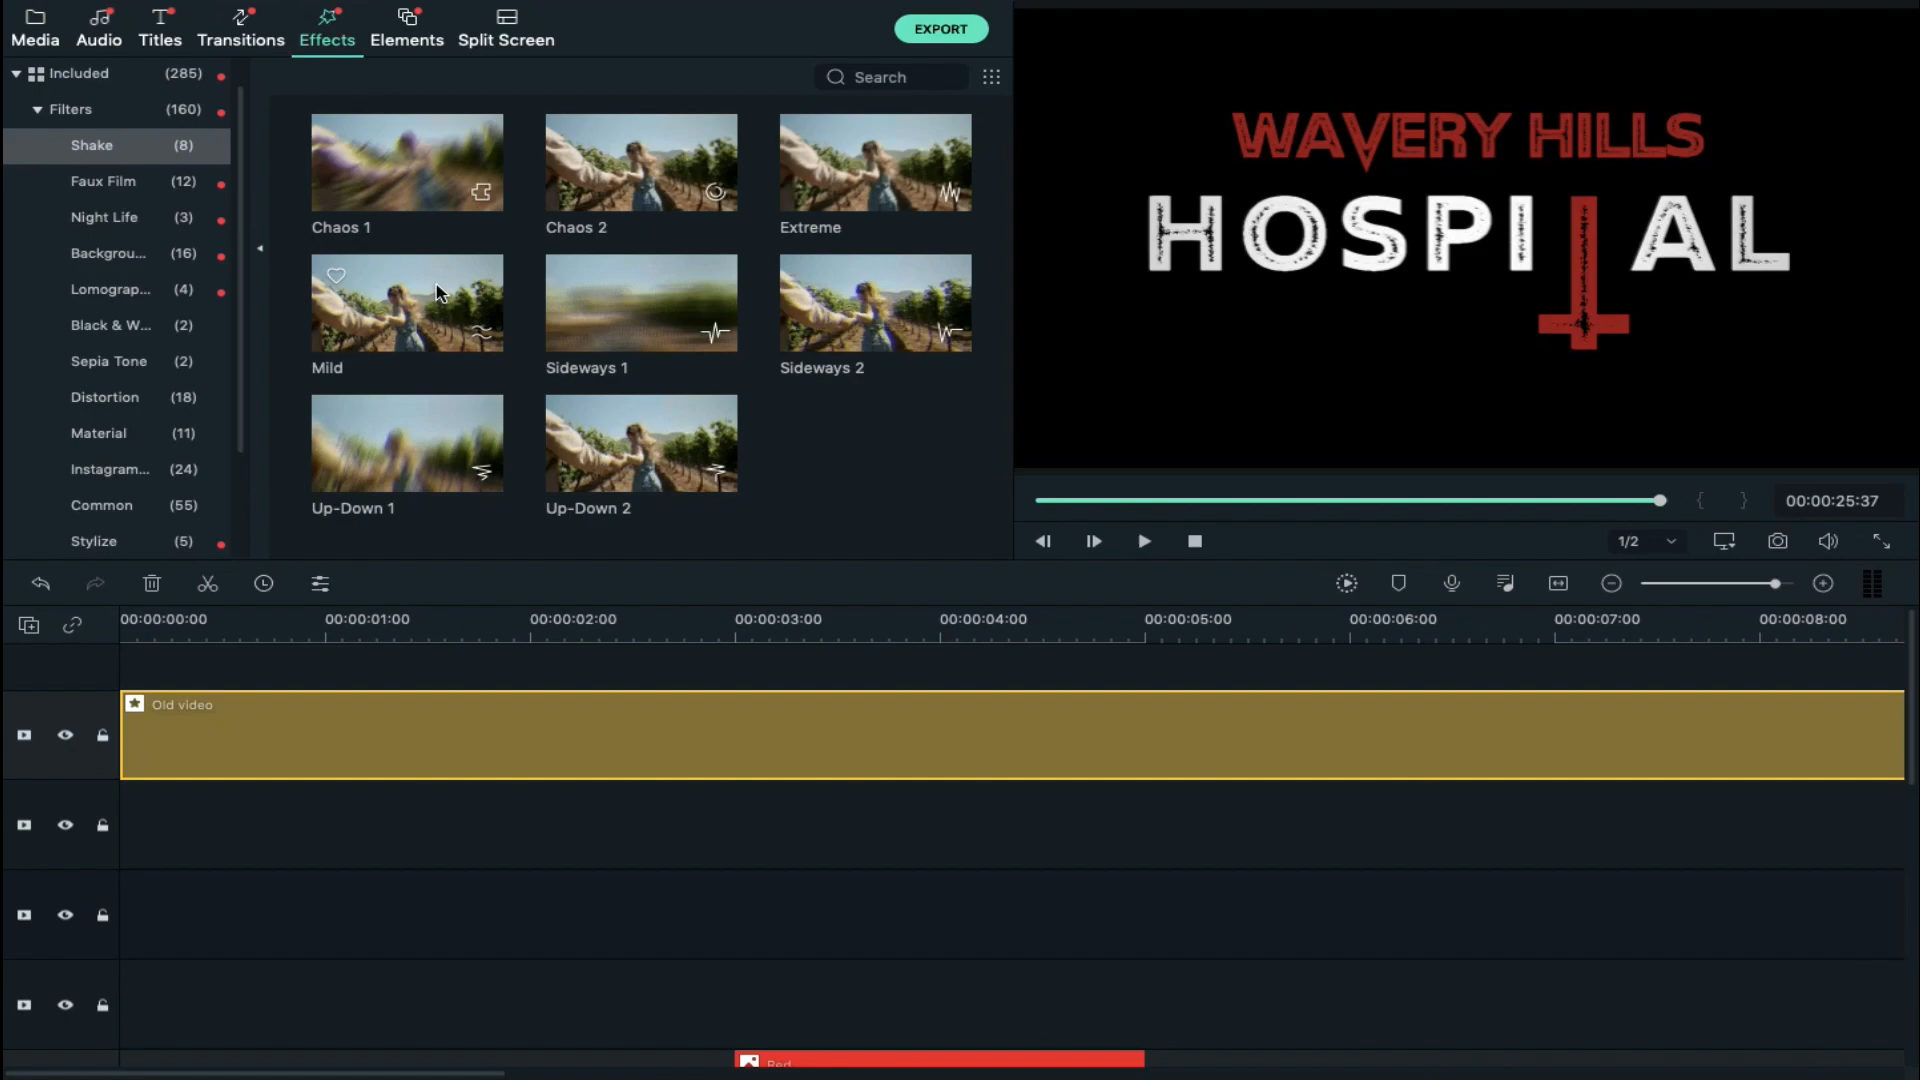 Media Audio Titles Transitions Effects Elements Split Screen EXPORT
Included (285)
Filters (160)
Shake (8)
Faux Film (12)
Night Life (3)
Backgrou... (16)
Lomograp... (4)
Black & W... (2)
Sepia Tone (2)
Distortion (18)
Material (11)
Instagram... (24)
Common (55)
Stylize (5)
Search
Chaos 1 Chaos 2 Extreme
Mild Sideways 1 Sideways 2
Up-Down 1 Up-Down 2
WAVERY HILLS
HOSPITAL
{ } 00:00:25:37
1/2
00:00:00:00 00:00:01:00 00:00:02:00 00:00:03:00 00:00:04:00 00:00:05:00 00:00:06:00 00:00:07:00 00:00:08:00
Old video
Red